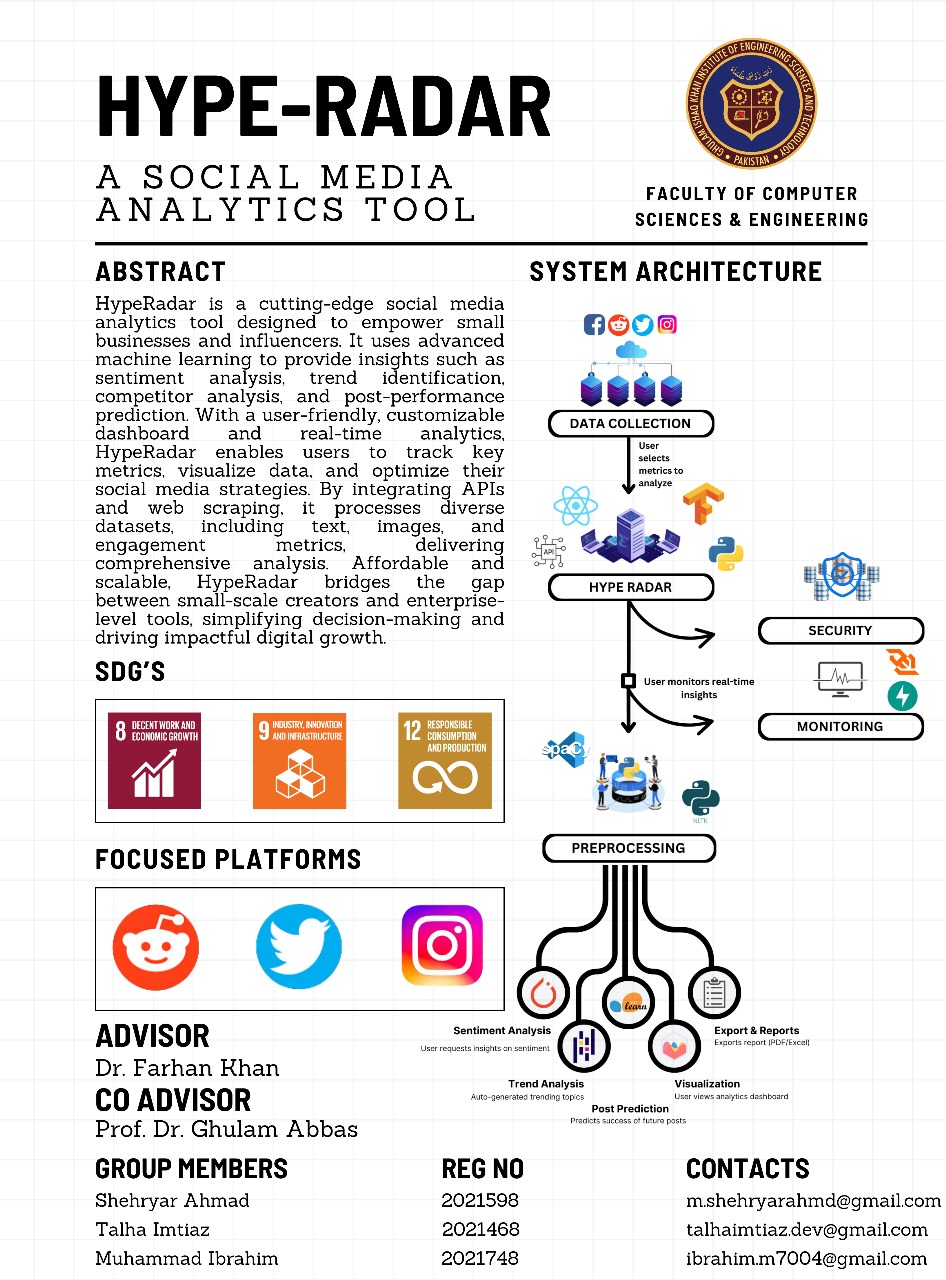 HYPE-RADAR
A SOCIAL MEDIA
ANALYTICS TOOL
GHULAM ISHAQ KHAN INSTITUTE OF ENGINEERING SCIENCES AND TECHNOLOGY
• PAKISTAN •
FACULTY OF COMPUTER
SCIENCES & ENGINEERING
ABSTRACT
HypeRadar is a cutting-edge social media
analytics tool designed to empower small
businesses and influencers. It uses advanced
machine learning to provide insights such as
sentiment analysis, trend identification,
competitor analysis, and post-performance
prediction. With a user-friendly, customizable
dashboard and real-time analytics,
HypeRadar enables users to track key
metrics, visualize data, and optimize their
social media strategies. By integrating APIs
and web scraping, it processes diverse
datasets, including text, images, and
engagement metrics, delivering
comprehensive analysis. Affordable and
scalable, HypeRadar bridges the gap
between small-scale creators and enterprise-
level tools, simplifying decision-making and
driving impactful digital growth.
SDG'S
8 DECENT WORK AND
ECONOMIC GROWTH
9 INDUSTRY, INNOVATION
AND INFRASTRUCTURE
12 RESPONSIBLE
CONSUMPTION
AND PRODUCTION
FOCUSED PLATFORMS
ADVISOR
Dr. Farhan Khan
CO ADVISOR
Prof. Dr. Ghulam Abbas
SYSTEM ARCHITECTURE
DATA COLLECTION
User
selects
metrics to
analyze
API
HYPE RADAR
SECURITY
User monitors real-time
insights
MONITORING
spaCy
NLTK
PREPROCESSING
learn
Sentiment Analysis
User requests insights on sentiment
Export & Reports
Exports report (PDF/Excel)
Trend Analysis
Auto-generated trending topics
Visualization
User views analytics dashboard
Post Prediction
Predicts success of future posts
GROUP MEMBERS REG NO CONTACTS
Shehryar Ahmad 2021598 m.shehryarahmd@gmail.com
Talha Imtiaz 2021468 talhaimtiaz.dev@gmail.com
Muhammad Ibrahim 2021748 ibrahim.m7004@gmail.com